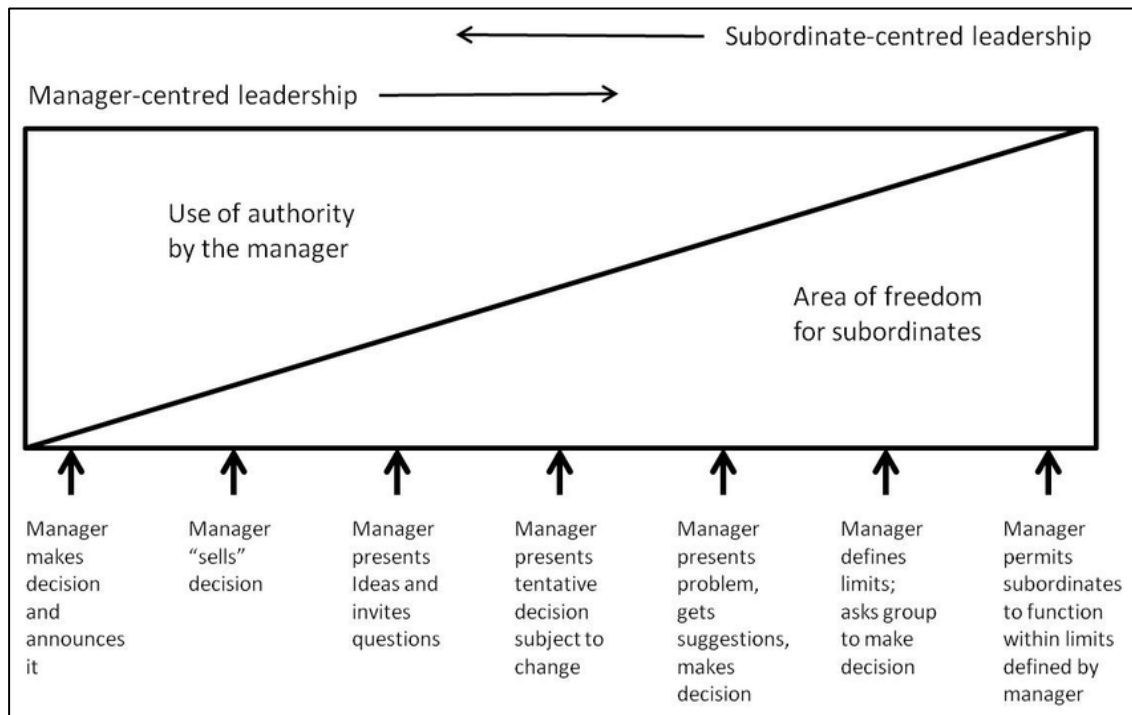 Subordinate-centred leadership
Manager-centred leadership
Use of authority
by the manager
Area of freedom
for subordinates
Manager
makes
decision
and
announces
it
Manager
“sells”
decision
Manager
presents
Ideas and
invites
questions
Manager
presents
tentative
decision
subject to
change
Manager
presents
problem,
gets
suggestions,
makes
decision
Manager
defines
limits;
asks group
to make
decision
Manager
permits
subordinates
to function
within limits
defined by
manager